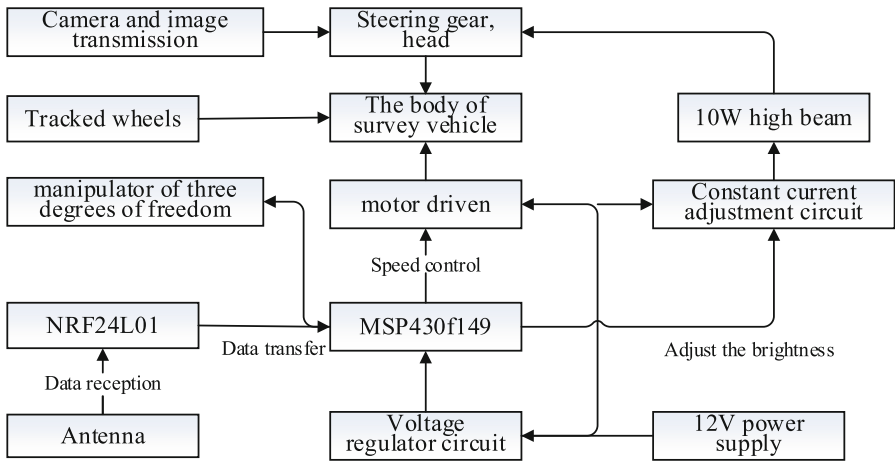 Camera and image
transmission
Steering gear,
head
Tracked wheels
The body of
survey vehicle
10W high beam
manipulator of three
degrees of freedom
motor driven
Constant current
adjustment circuit
Speed control
NRF24L01
MSP430f149
Data transfer
Adjust the brightness
Data reception
Antenna
Voltage
regulator circuit
12V power
supply